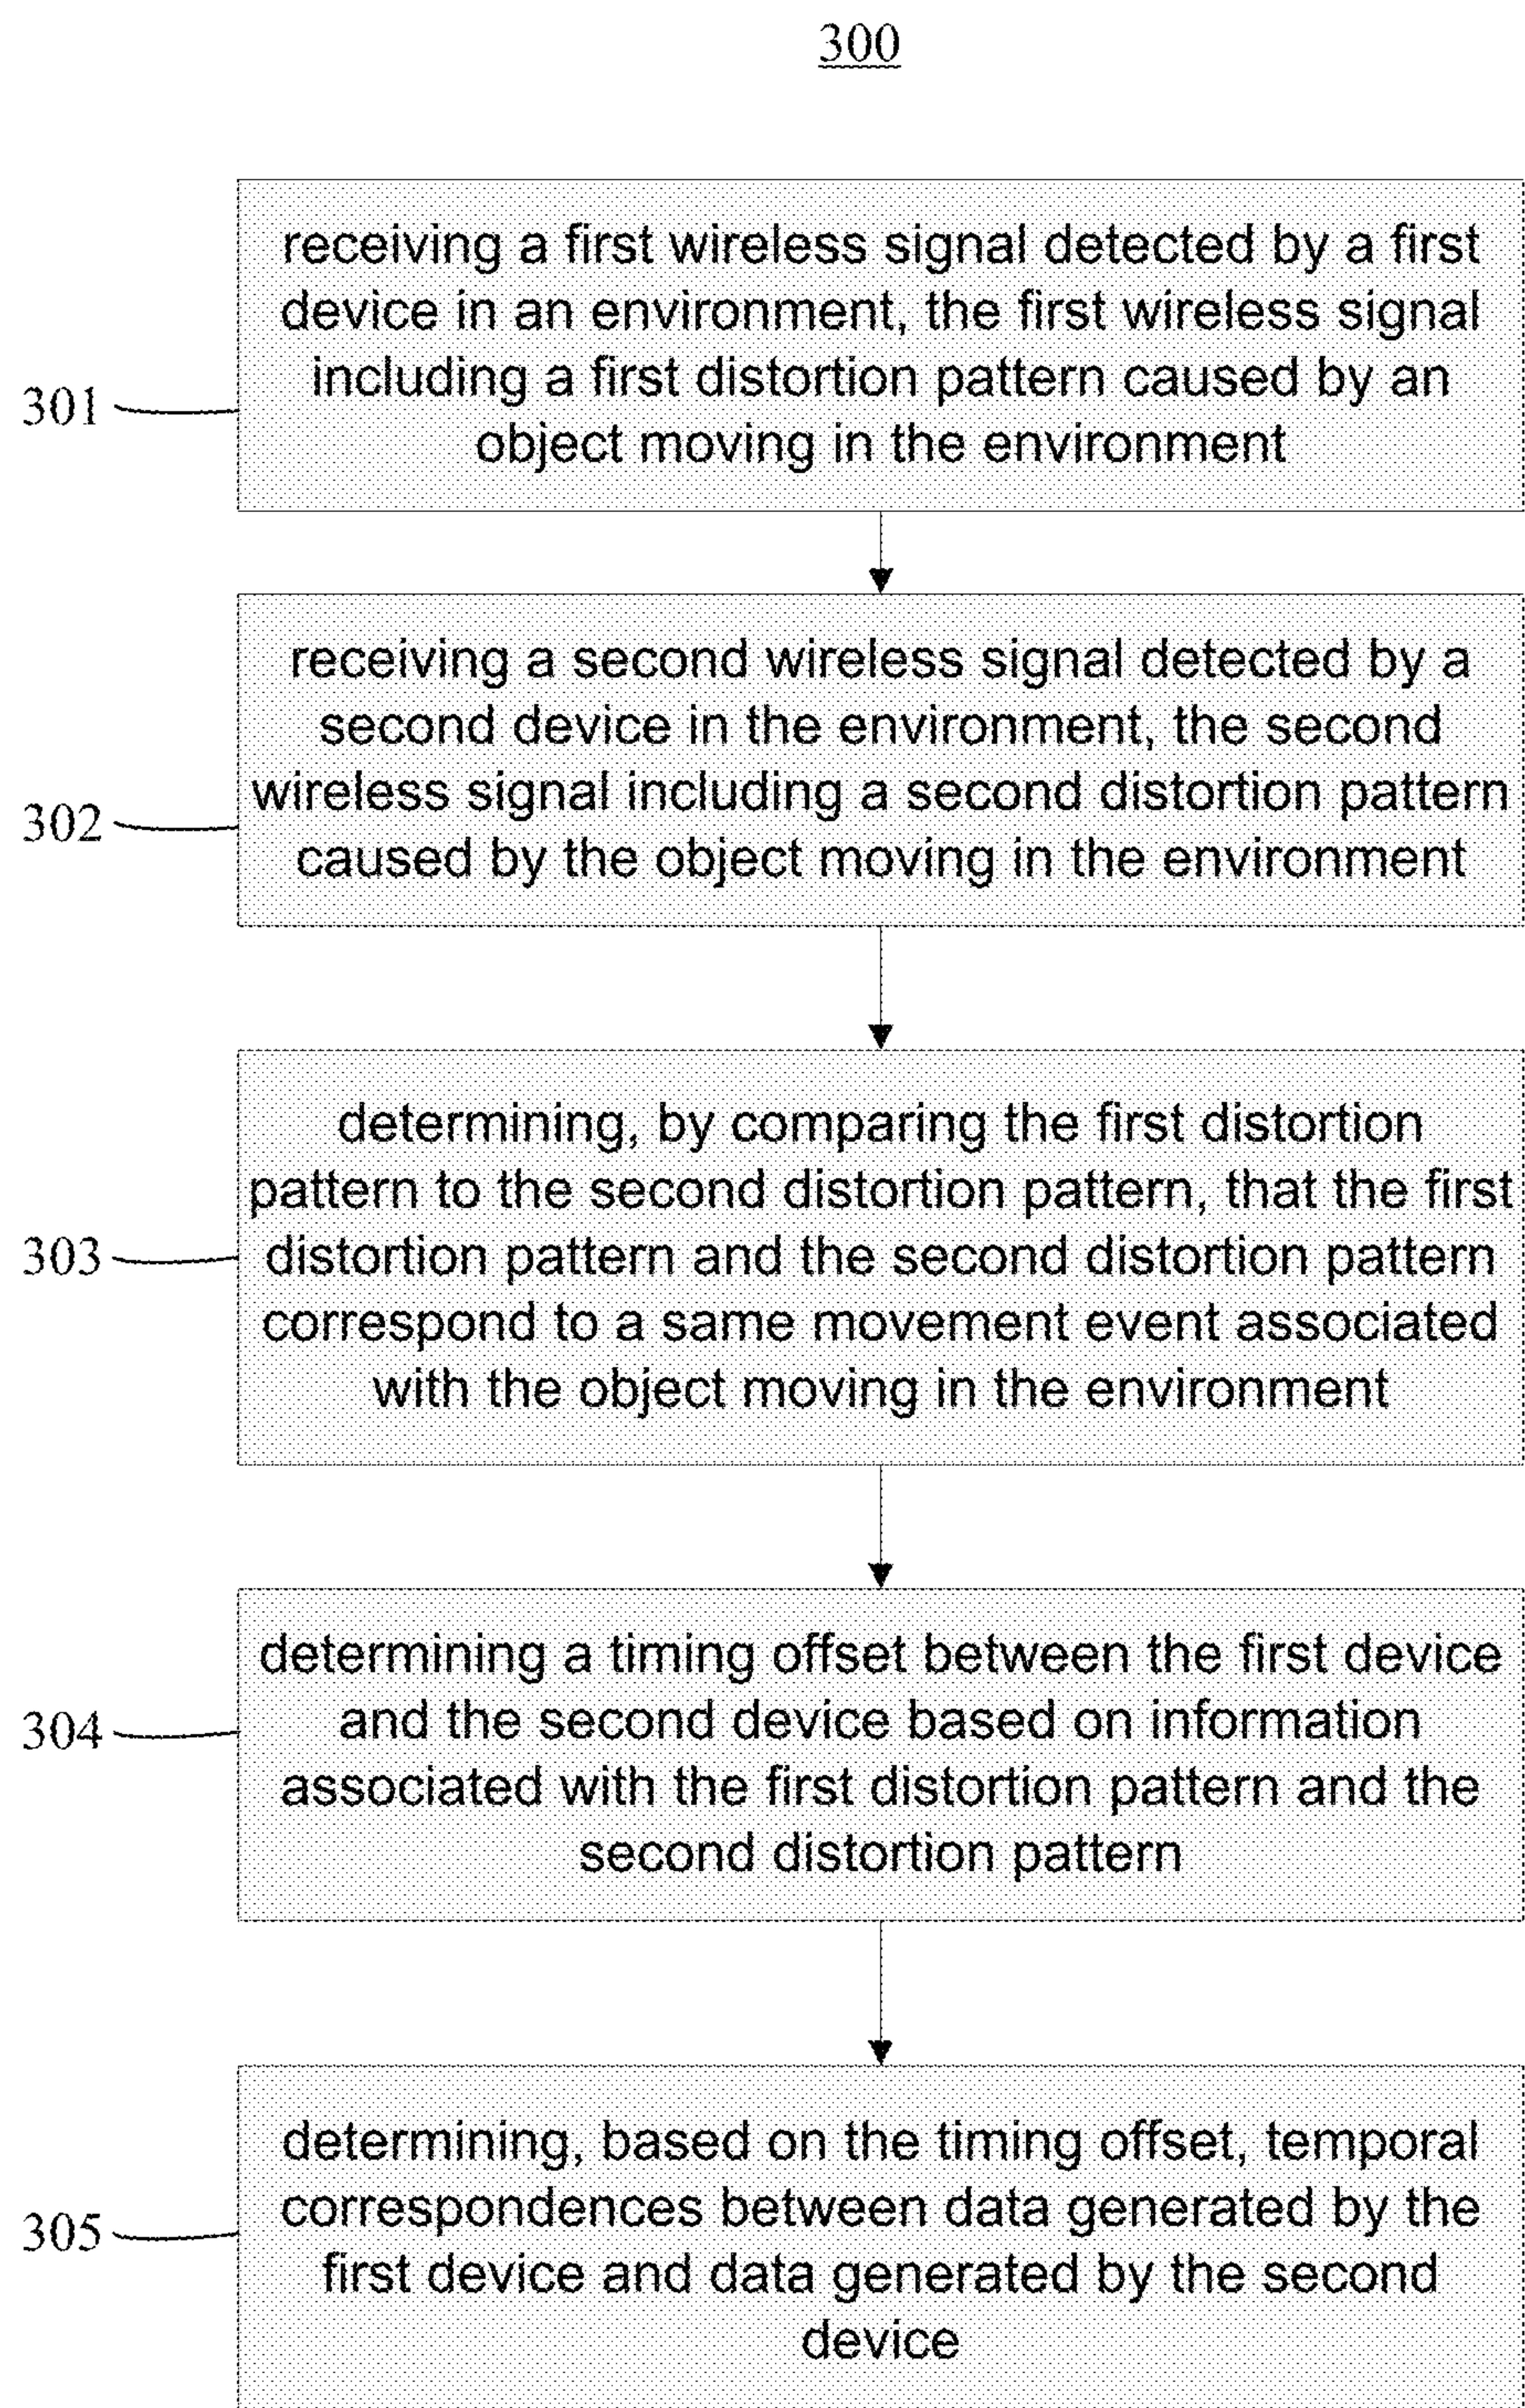 300
receiving a first wireless signal detected by a first
device in an environment, the first wireless signal
including a first distortion pattern caused by an
object moving in the environment
301
receiving a second wireless signal detected by a
second device in the environment, the second
wireless signal including a second distortion pattern
caused by the object moving in the environment
302
determining, by comparing the first distortion
pattern to the second distortion pattern, that the first
distortion pattern and the second distortion pattern
correspond to a same movement event associated
with the object moving in the environment
303
determining a timing offset between the first device
and the second device based on information
associated with the first distortion pattern and the
second distortion pattern
304
determining, based on the timing offset, temporal
correspondences between data generated by the
first device and data generated by the second
device
305